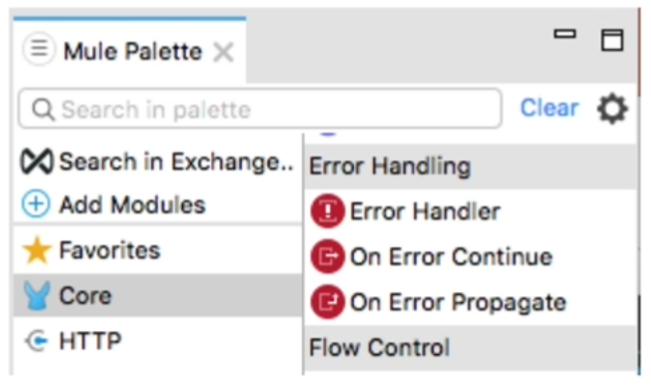 Mule Palette
Search in palette
Clear
Search in Exchange..
Add Modules
Favorites
Core
HTTP
Error Handling
Error Handler
On Error Continue
On Error Propagate
Flow Control